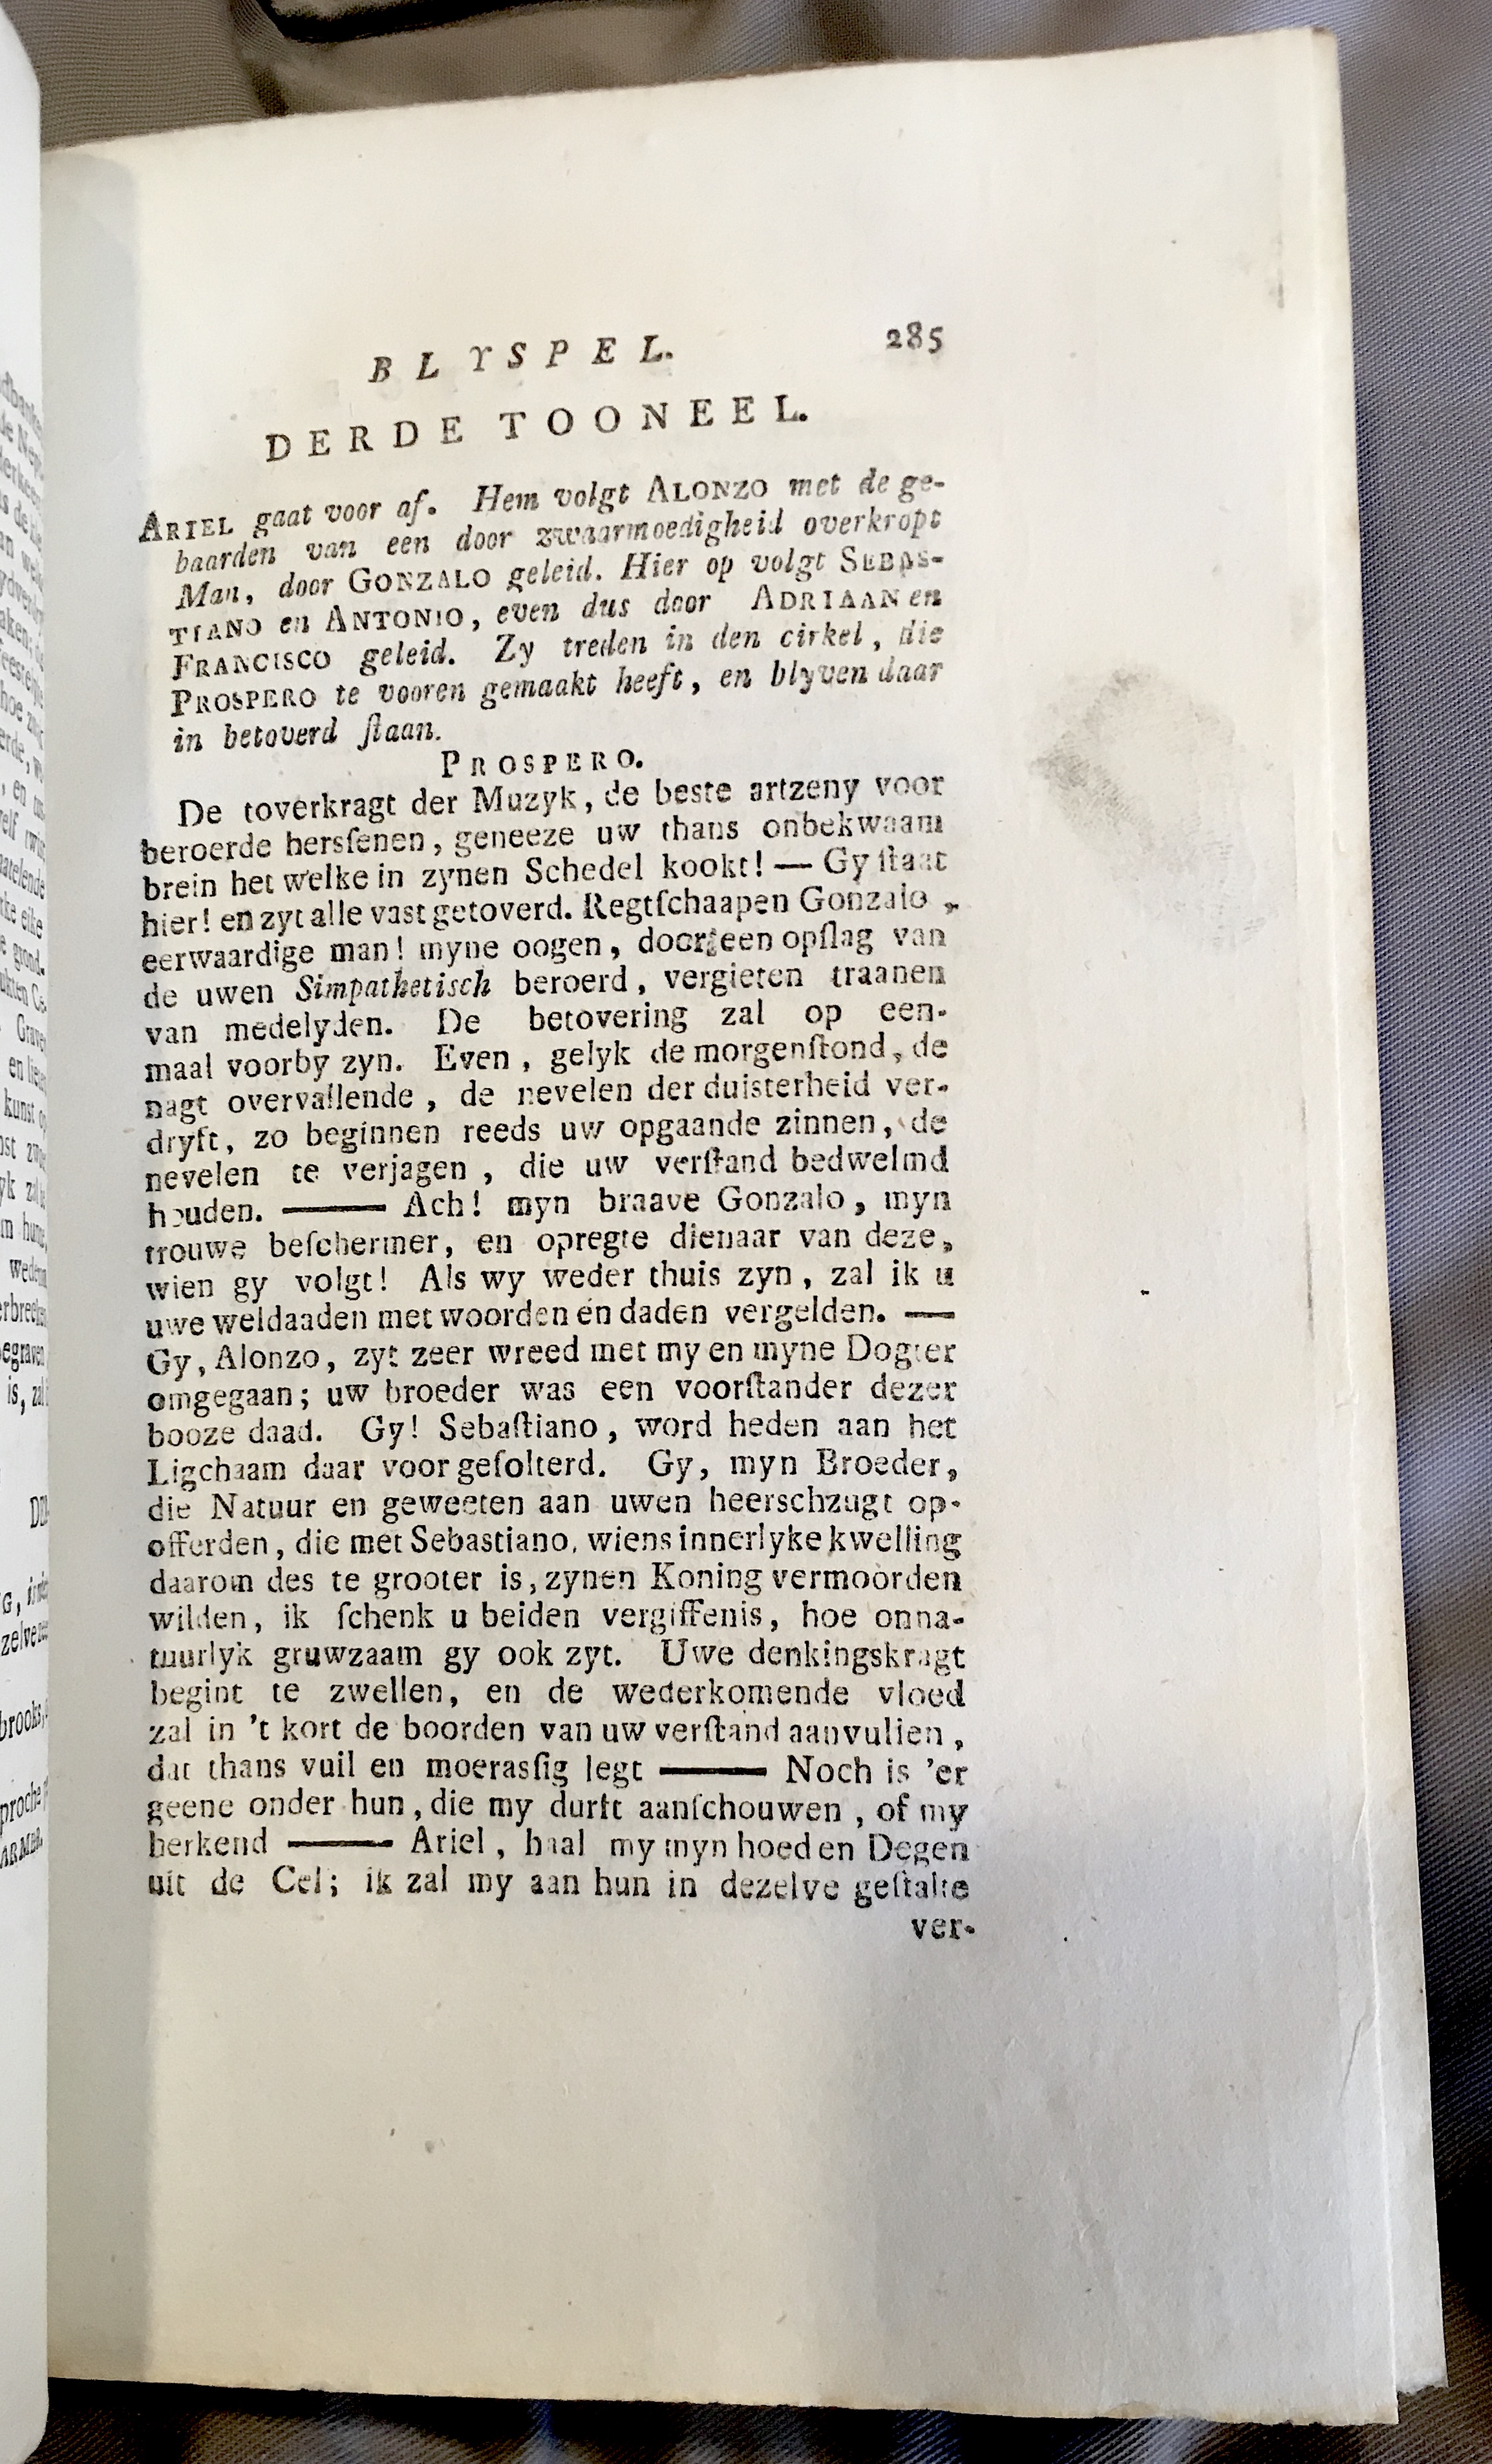 BLYSPEL. 285
DERDE TOONEEL.
ARIEL gaat voor af. Hem volgt ALONZO met de ge-
baarden van een door zwaarmoedigheid overkropt
Man, door GONZALO geleid. Hier op volgt SEBAS-
TIANO en ANTONIO, even dus door ADRIAAN en
FRANCISCO geleid. Zy treden in den cirkel, die
PROSPERO te vooren gemaakt heeft, en blyven daar
in betoverd ſtaan.
PROSPERO.
De toverkragt der Muzyk, de beste artzeny voor
beroerde hersſenen, geneeze uw thans onbekwaam
brein het welke in zynen Schedel kookt! — Gy ſtaat
hier! en zyt alle vast getoverd. Regtſchaapen Gonzalo,
eerwaardige man! myne oogen, door een opſlag van
de uwen Simpathetisch beroerd, vergieten traanen
van medelyden. De betovering zal op een-
maal voorby zyn. Even, gelyk de morgenſtond, de
nagt overvallende, de nevelen der duisterheid ver-
dryft, zo beginnen reeds uw opgaande zinnen, de
nevelen te verjagen, die uw verſtand bedwelmd
houden. —— Ach! myn braave Gonzalo, myn
trouwe beſchermer, en opregte dienaar van deze,
wien gy volgt! Als wy weder thuis zyn, zal ik u
uwe weldaaden met woorden én daden vergelden. —
Gy, Alonzo, zyt zeer wreed met my en myne Dogter
omgegaan; uw broeder was een voorſtander dezer
booze daad. Gy! Sebaſtiano, word heden aan het
Ligchaam daar voor gefolterd. Gy, myn Broeder,
die Natuur en geweeten aan uwen heerschzugt op-
offerden, die met Sebastiano, wiens innerlyke kwelling
daarom des te grooter is, zynen Koning vermoorden
wilden, ik ſchenk u beiden vergiffenis, hoe onna-
tuurlyk gruwzaam gy ook zyt. Uwe denkingskragt
begint te zwellen, en de wederkomende vloed
zal in 't kort de boorden van uw verſtand aanvullen,
dat thans vuil en moerasſig legt —— Noch is 'er
geene onder hun, die my durft aanſchouwen, of my
herkend —— Ariel, haal my myn hoed en Degen
uit de Cel; ik zal my aan hun in dezelve geſtalte
ver-